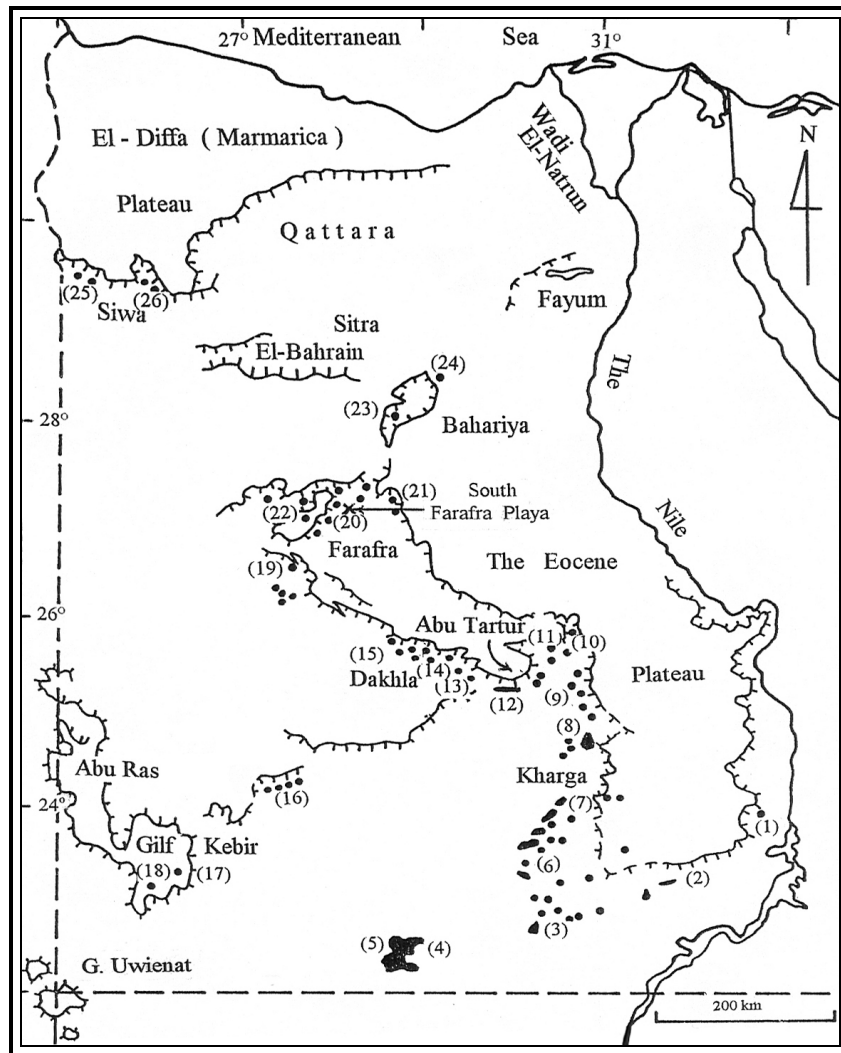 27° Mediterranean Sea 31°
El - Diffa ( Marmarica )
Wadi
El-Natrun
N
Plateau
Qattara
(25) (26)
Siwa
Fayum
Sitra
El-Bahrain
The
(24)
(23)
28°
Bahariya
(21)
South
Farafra Playa
(22) (20)
Farafra
Nile
The Eocene
(19)
26°
Abu Tartur
(11) (10)
(15) (14)
Dakhla (13)
(12)
(9)
Plateau
(8)
Abu Ras
Kharga
(16)
(7)
24°
(1)
Gilf Kebir
(18) (17)
(6)
(2)
(3)
(5) (4)
G. Uwienat
200 km